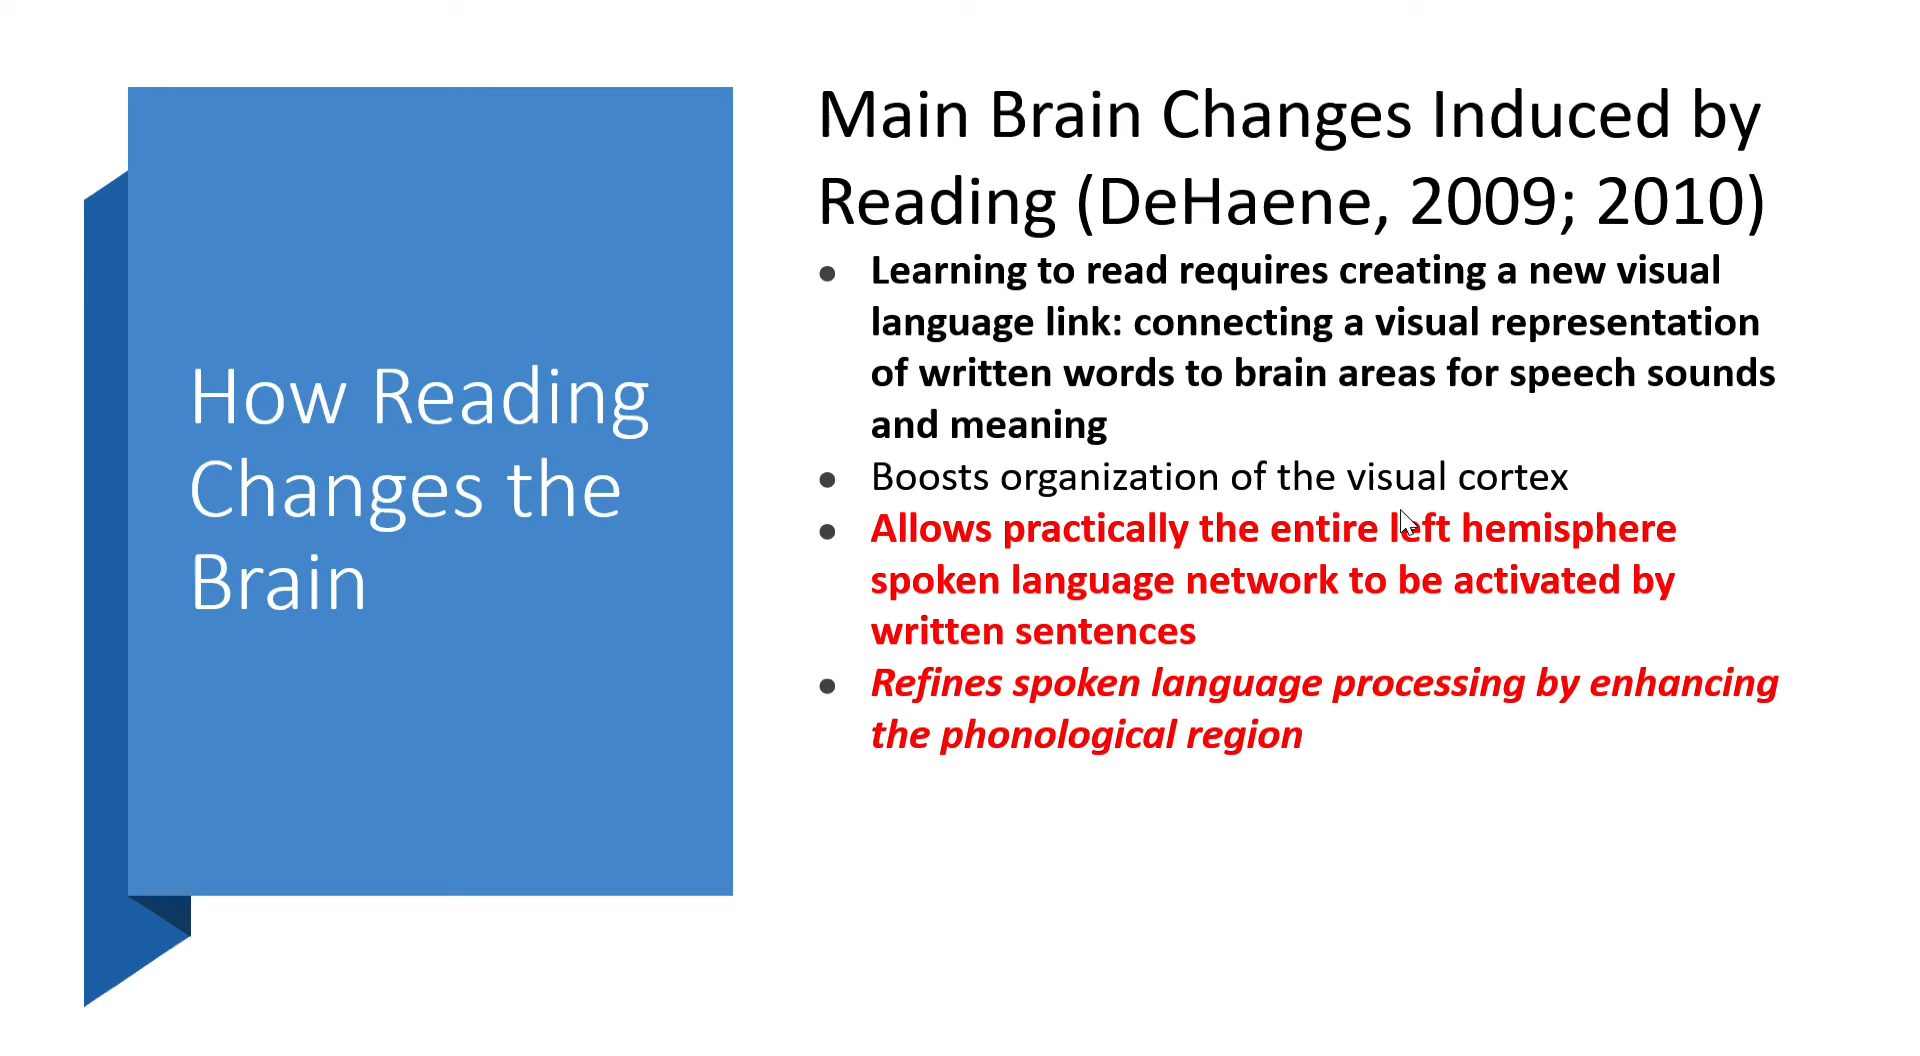 How Reading
Changes the
Brain
Main Brain Changes Induced by
Reading (DeHaene, 2009; 2010)
● Learning to read requires creating a new visual
language link: connecting a visual representation
of written words to brain areas for speech sounds
and meaning
● Boosts organization of the visual cortex
● Allows practically the entire left hemisphere
spoken language network to be activated by
written sentences
● Refines spoken language processing by enhancing
the phonological region